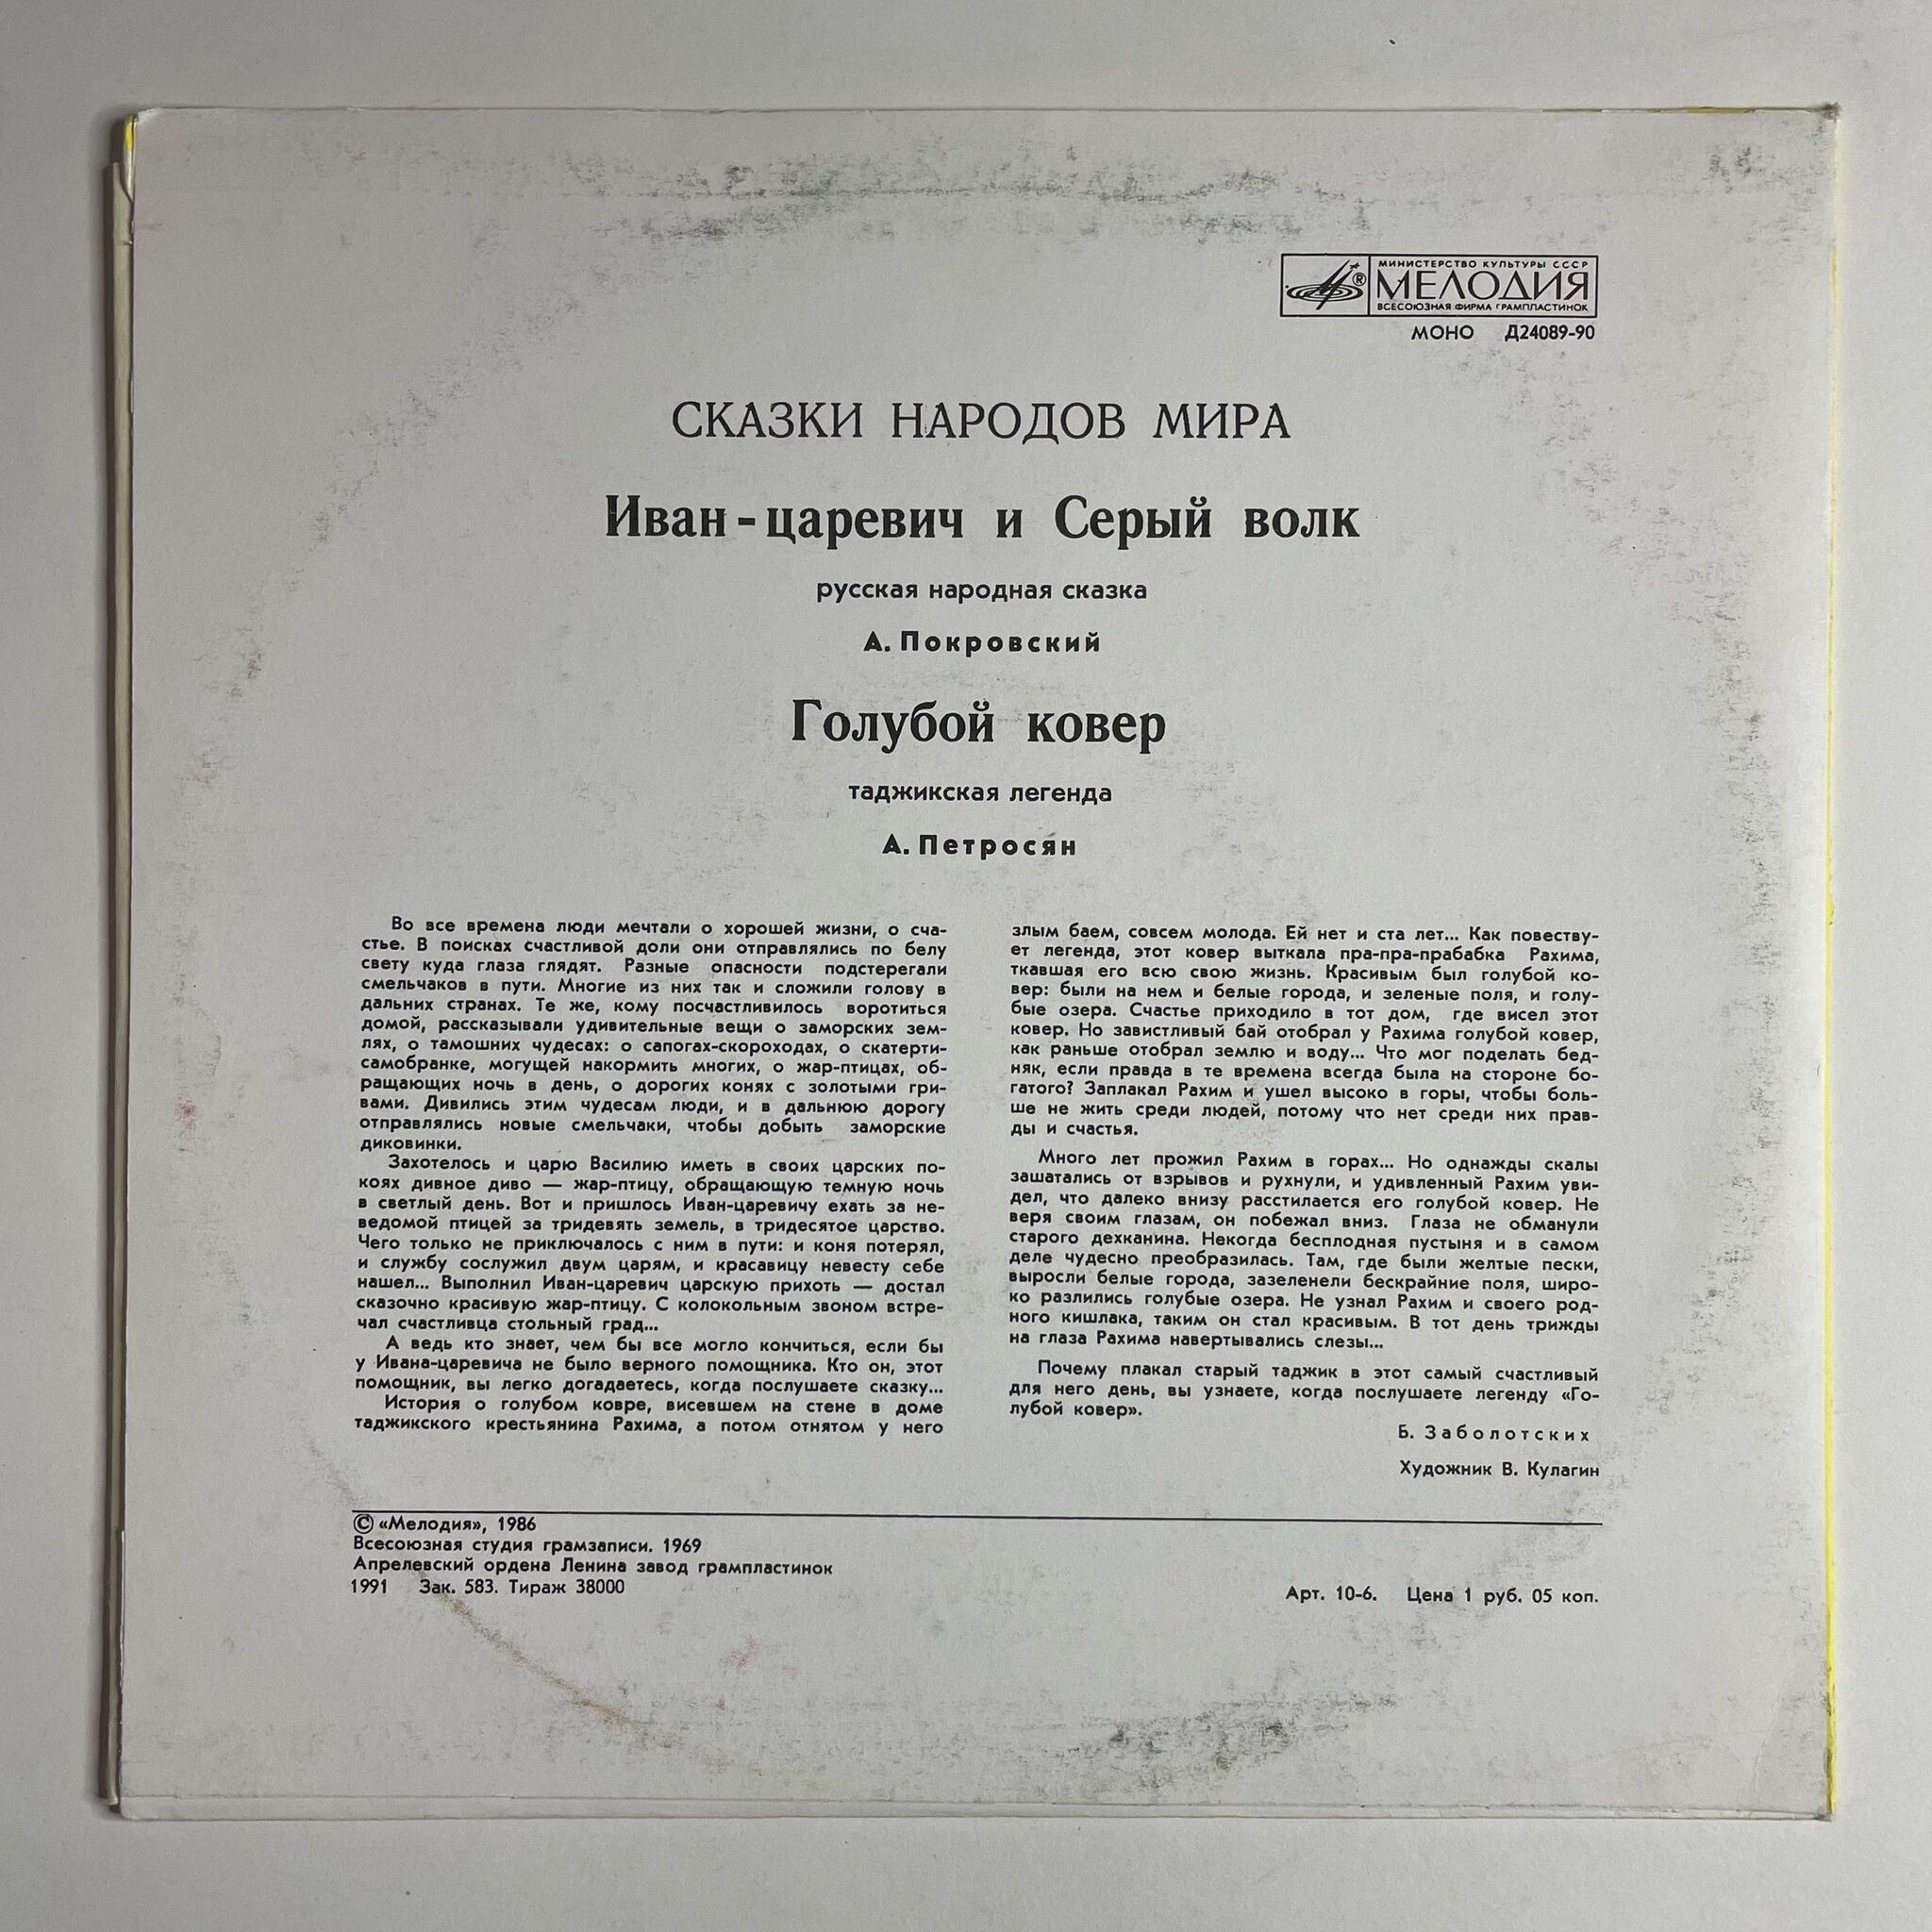 МИНИСТЕРСТВО КУЛЬТУРЫ СССР
®
МЕЛОДИЯ
ВСЕСОЮЗНАЯ ФИРМА ГРАМПЛАСТИНОК
МОНО Д24089-90
СКАЗКИ НАРОДОВ МИРА
Иван-царевич и Серый волк
русская народная сказка
А. Покровский
Голубой ковер
таджикская легенда
А. Петросян
Во все времена люди мечтали о хорошей жизни, о сча-
стье. В поисках счастливой доли они отправлялись по белу
свету куда глаза глядят. Разные опасности подстерегали
смельчаков в пути. Многие из них так и сложили голову в
дальних странах. Те же, кому посчастливилось воротиться
домой, рассказывали удивительные вещи о заморских зем-
лях, о тамошних чудесах: о сапогах-скороходах, о скатерти-
самобранке, могущей накормить многих, о жар-птицах, об-
ращающих ночь в день, о дорогих конях с золотыми гри-
вами. Дивились этим чудесам люди, и в дальнюю дорогу
отправлялись новые смельчаки, чтобы добыть заморские
диковинки.
Захотелось и царю Василию иметь в своих царских по-
коях дивное диво — жар-птицу, обращающую темную ночь
в светлый день. Вот и пришлось Иван-царевичу ехать за не-
ведомой птицей за тридевять земель, в тридесятое царство.
Чего только не приключалось с ним в пути: и коня потерял,
и службу сослужил двум царям, и красавицу невесту себе
нашел... Выполнил Иван-царевич царскую прихоть — достал
сказочно красивую жар-птицу. С колокольным звоном встре-
чал счастливца стольный град...
А ведь кто знает, чем бы все могло кончиться, если бы
у Ивана-царевича не было верного помощника. Кто он, этот
помощник, вы легко догадаетесь, когда послушаете сказку...
История о голубом ковре, висевшем на стене в доме
таджикского крестьянина Рахима, а потом отнятом у него
злым баем, совсем молода. Ей нет и ста лет... Как повеству-
ет легенда, этот ковер выткала пра-пра-прабабка Рахима,
ткавшая его всю свою жизнь. Красивым был голубой ко-
вер: были на нем и белые города, и зеленые поля, и голу-
бые озера. Счастье приходило в тот дом, где висел этот
ковер. Но завистливый бай отобрал у Рахима голубой ковер,
как раньше отобрал землю и воду... Что мог поделать бед-
няк, если правда в те времена всегда была на стороне бо-
гатого? Заплакал Рахим и ушел высоко в горы, чтобы боль-
ше не жить среди людей, потому что нет среди них прав-
ды и счастья.
Много лет прожил Рахим в горах... Но однажды скалы
зашатались от взрывов и рухнули, и удивленный Рахим уви-
дел, что далеко внизу расстилается его голубой ковер. Не
веря своим глазам, он побежал вниз. Глаза не обманули
старого дехканина. Некогда бесплодная пустыня и в самом
деле чудесно преобразилась. Там, где были желтые пески,
выросли белые города, зазеленели бескрайние поля, широ-
ко разлились голубые озера. Не узнал Рахим и своего род-
ного кишлака, таким он стал красивым. В тот день трижды
на глаза Рахима навертывались слезы...
Почему плакал старый таджик в этот самый счастливый
для него день, вы узнаете, когда послушаете легенду «Го-
лубой ковер».
Б. Заболотских
Художник В. Кулагин
© «Мелодия», 1986
Всесоюзная студия грамзаписи. 1969
Апрелевский ордена Ленина завод грампластинок
1991 Зак. 583. Тираж 38000
Арт. 10-6. Цена 1 руб. 05 коп.